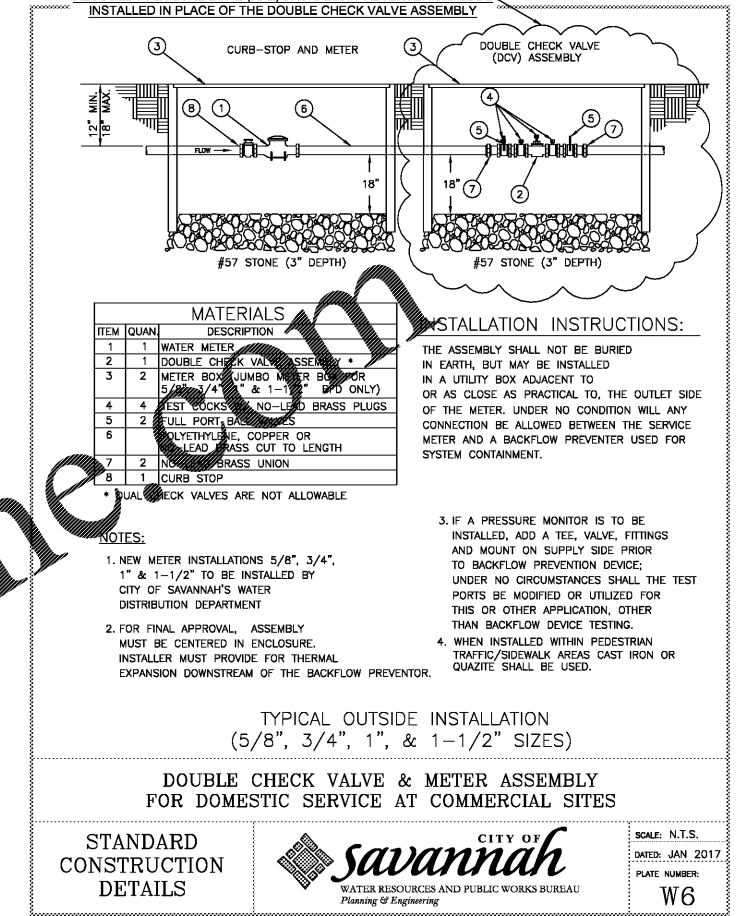 INSTALLED IN PLACE OF THE DOUBLE CHECK VALVE ASSEMBLY
3
CURB-STOP AND METER
3
DOUBLE CHECK VALVE
(DCV) ASSEMBLY
12" MIN.
18" MAX.
8
1
6
4
5
5
7
FLOW
18"
18"
7
2
#57 STONE (3" DEPTH)
#57 STONE (3" DEPTH)
MATERIALS
ITEM QUAN. DESCRIPTION
1 1 WATER METER
2 1 DOUBLE CHECK VALVE ASSEMBLY *
3 2 METER BOX (JUMBO METER BOX FOR
5/8", 3/4", 1" & 1-1/2" BFD ONLY)
4 4 TEST COCKS NO-LEAD BRASS PLUGS
5 2 FULL PORT BALL VALVES
6 POLYETHYLENE, COPPER OR
NO-LEAD BRASS CUT TO LENGTH
7 2 NO-LEAD BRASS UNION
8 1 CURB STOP
* DUAL CHECK VALVES ARE NOT ALLOWABLE
INSTALLATION INSTRUCTIONS:
THE ASSEMBLY SHALL NOT BE BURIED
IN EARTH, BUT MAY BE INSTALLED
IN A UTILITY BOX ADJACENT TO
OR AS CLOSE AS PRACTICAL TO, THE OUTLET SIDE
OF THE METER. UNDER NO CONDITION WILL ANY
CONNECTION BE ALLOWED BETWEEN THE SERVICE
METER AND A BACKFLOW PREVENTER USED FOR
SYSTEM CONTAINMENT.
NOTES:
1. NEW METER INSTALLATIONS 5/8", 3/4",
1" & 1-1/2" TO BE INSTALLED BY
CITY OF SAVANNAH'S WATER
DISTRIBUTION DEPARTMENT
2. FOR FINAL APPROVAL, ASSEMBLY
MUST BE CENTERED IN ENCLOSURE.
INSTALLER MUST PROVIDE FOR THERMAL
EXPANSION DOWNSTREAM OF THE BACKFLOW PREVENTOR.
3. IF A PRESSURE MONITOR IS TO BE
INSTALLED, ADD A TEE, VALVE, FITTINGS
AND MOUNT ON SUPPLY SIDE PRIOR
TO BACKFLOW PREVENTION DEVICE;
UNDER NO CIRCUMSTANCES SHALL THE TEST
PORTS BE MODIFIED OR UTILIZED FOR
THIS OR OTHER APPLICATION, OTHER
THAN BACKFLOW DEVICE TESTING.
4. WHEN INSTALLED WITHIN PEDESTRIAN
TRAFFIC/SIDEWALK AREAS CAST IRON OR
QUAZITE SHALL BE USED.
ne.com
TYPICAL OUTSIDE INSTALLATION
(5/8", 3/4", 1", & 1-1/2" SIZES)
DOUBLE CHECK VALVE & METER ASSEMBLY
FOR DOMESTIC SERVICE AT COMMERCIAL SITES
STANDARD
CONSTRUCTION
DETAILS
CITY OF
Savannah
WATER RESOURCES AND PUBLIC WORKS BUREAU
Planning & Engineering
SCALE: N.T.S.
DATED: JAN 2017
PLATE NUMBER:
W6